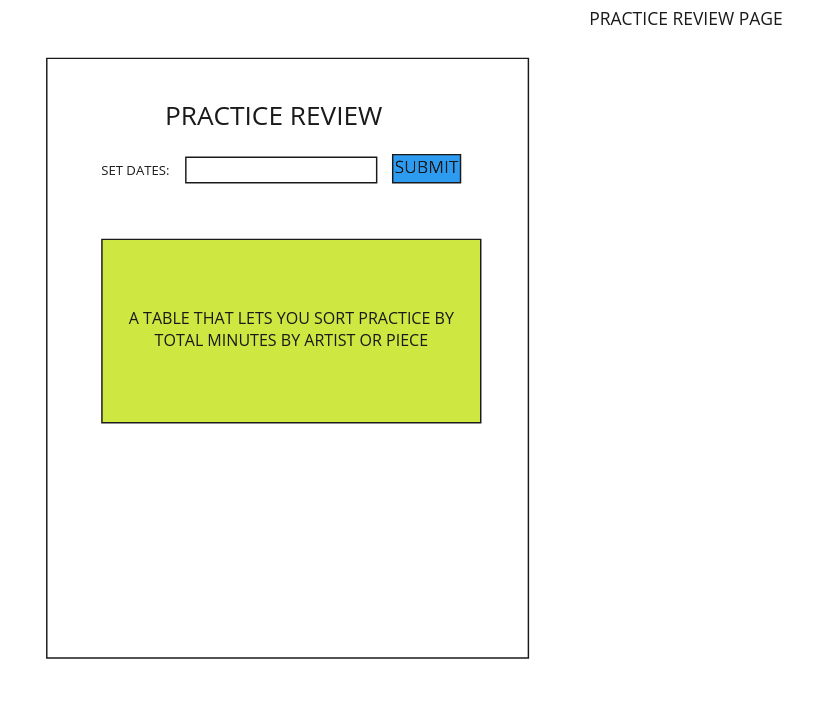 PRACTICE REVIEW PAGE
PRACTICE REVIEW
SET DATES:
SUBMIT
A TABLE THAT LETS YOU SORT PRACTICE BY
TOTAL MINUTES BY ARTIST OR PIECE